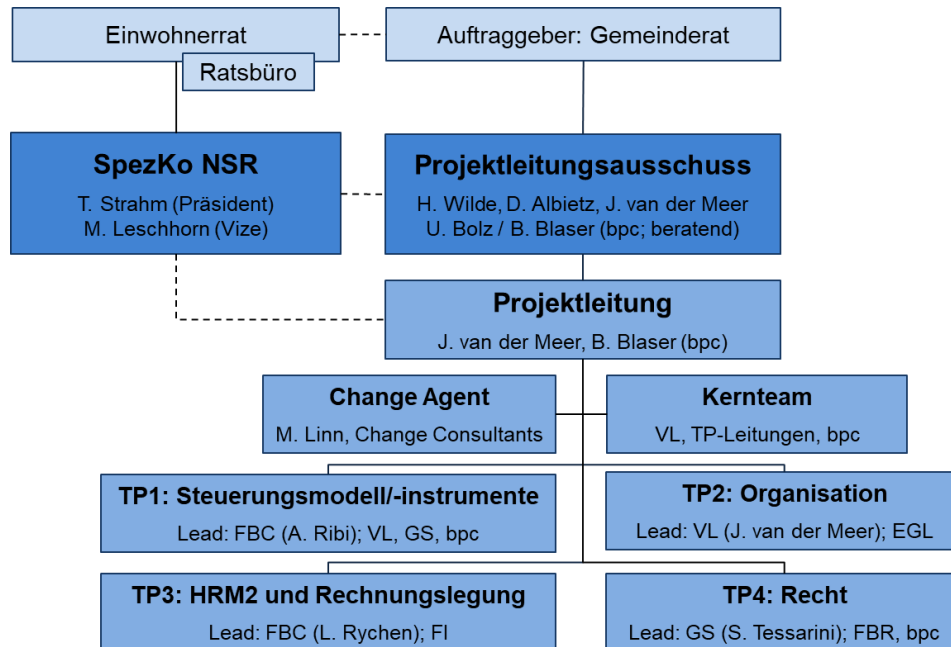 Einwohnerrat
Auftraggeber: Gemeinderat
Ratsbüro
SpezKo NSR
T. Strahm (Präsident)
M. Leschhorn (Vize)
Projektleitungsausschuss
H. Wilde, D. Albietz, J. van der Meer
U. Bolz / B. Blaser (bpc; beratend)
Projektleitung
J. van der Meer, B. Blaser (bpc)
Change Agent
M. Linn, Change Consultants
Kernteam
VL, TP-Leitungen, bpc
TP1: Steuerungsmodell/-instrumente
Lead: FBC (A. Ribi); VL, GS, bpc
TP2: Organisation
Lead: VL (J. van der Meer); EGL
TP3: HRM2 und Rechnungslegung
Lead: FBC (L. Rychen); FI
TP4: Recht
Lead: GS (S. Tessarini); FBR, bpc